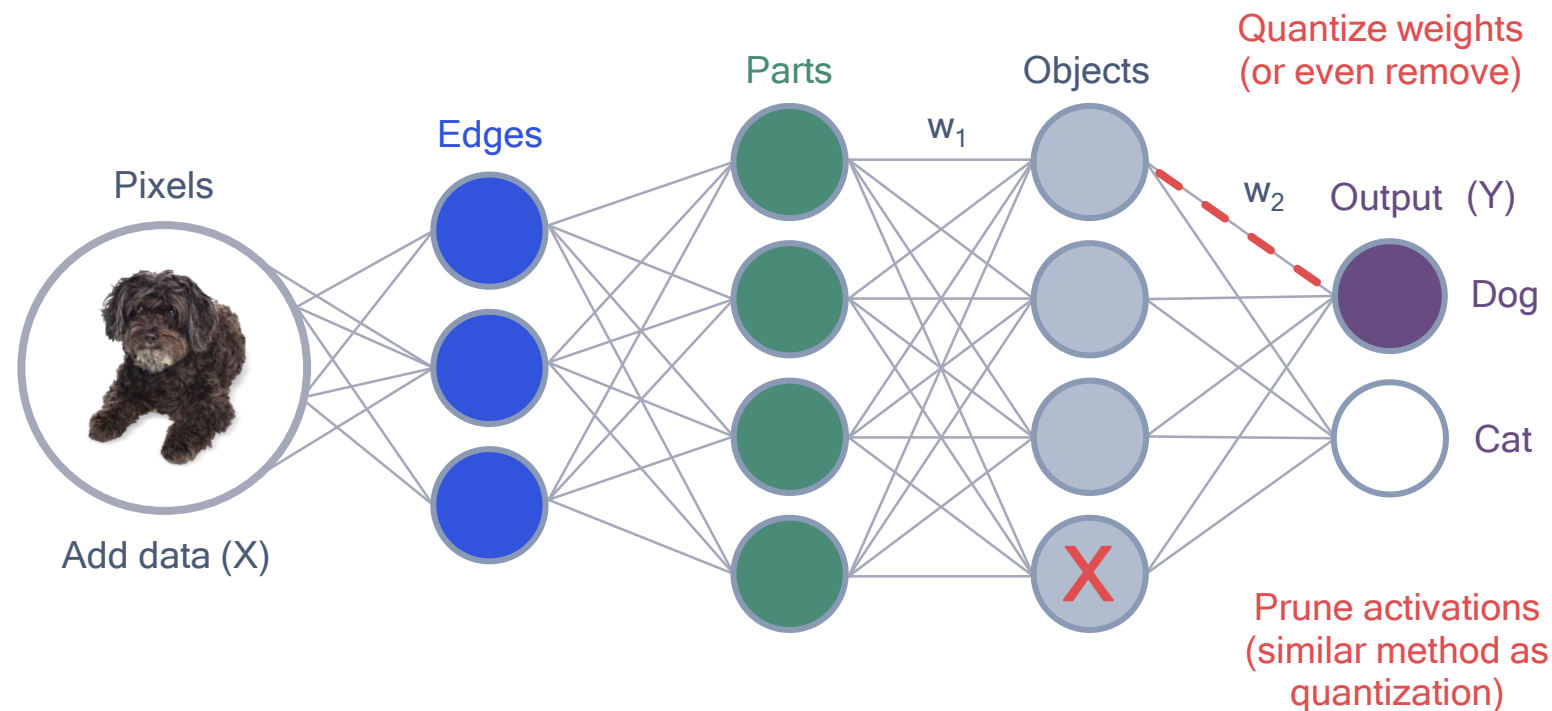 Quantize weights
(or even remove)
Parts
Objects
Edges
w1
Pixels
w2
Output (Y)
Dog
Cat
Add data (X)
X
Prune activations
(similar method as
quantization)